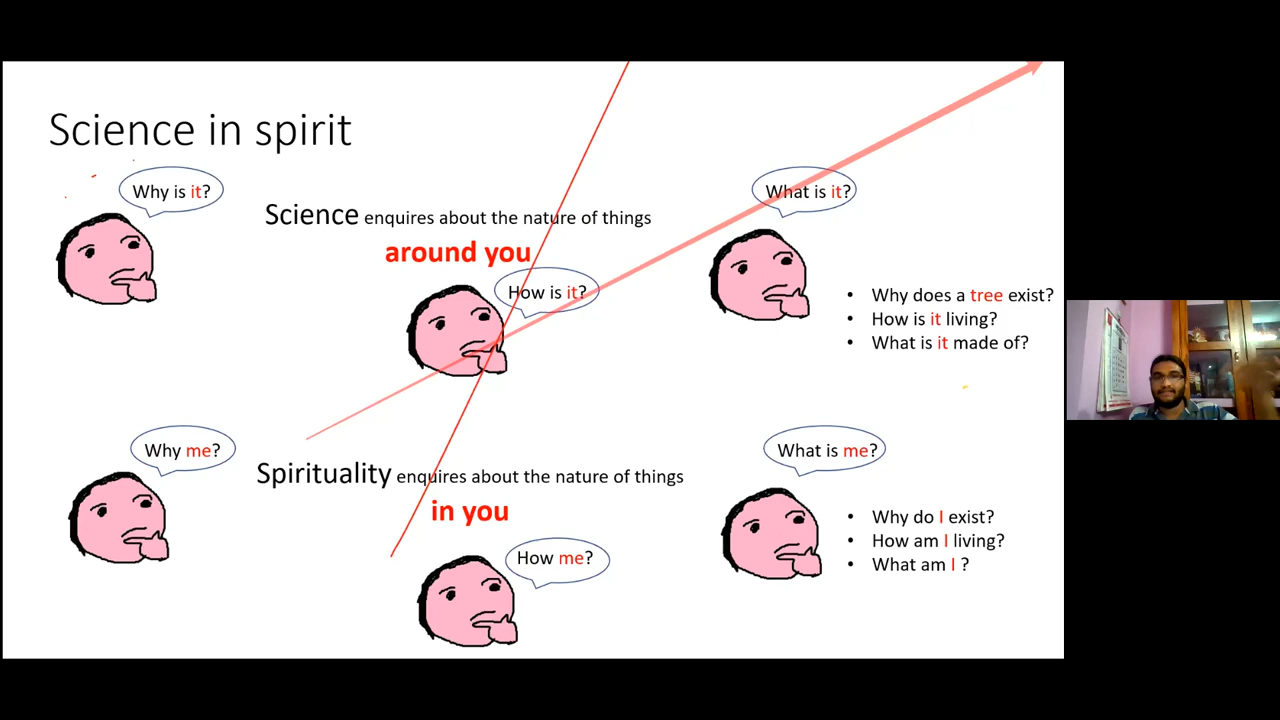 Science in spirit
Why is it?
Science enquires about the nature of things
around you
How is it?
What is it?
• Why does a tree exist?
• How is it living?
• What is it made of?
Why me?
Spirituality enquires about the nature of things
in you
How me?
What is me?
• Why do I exist?
• How am I living?
• What am I ?